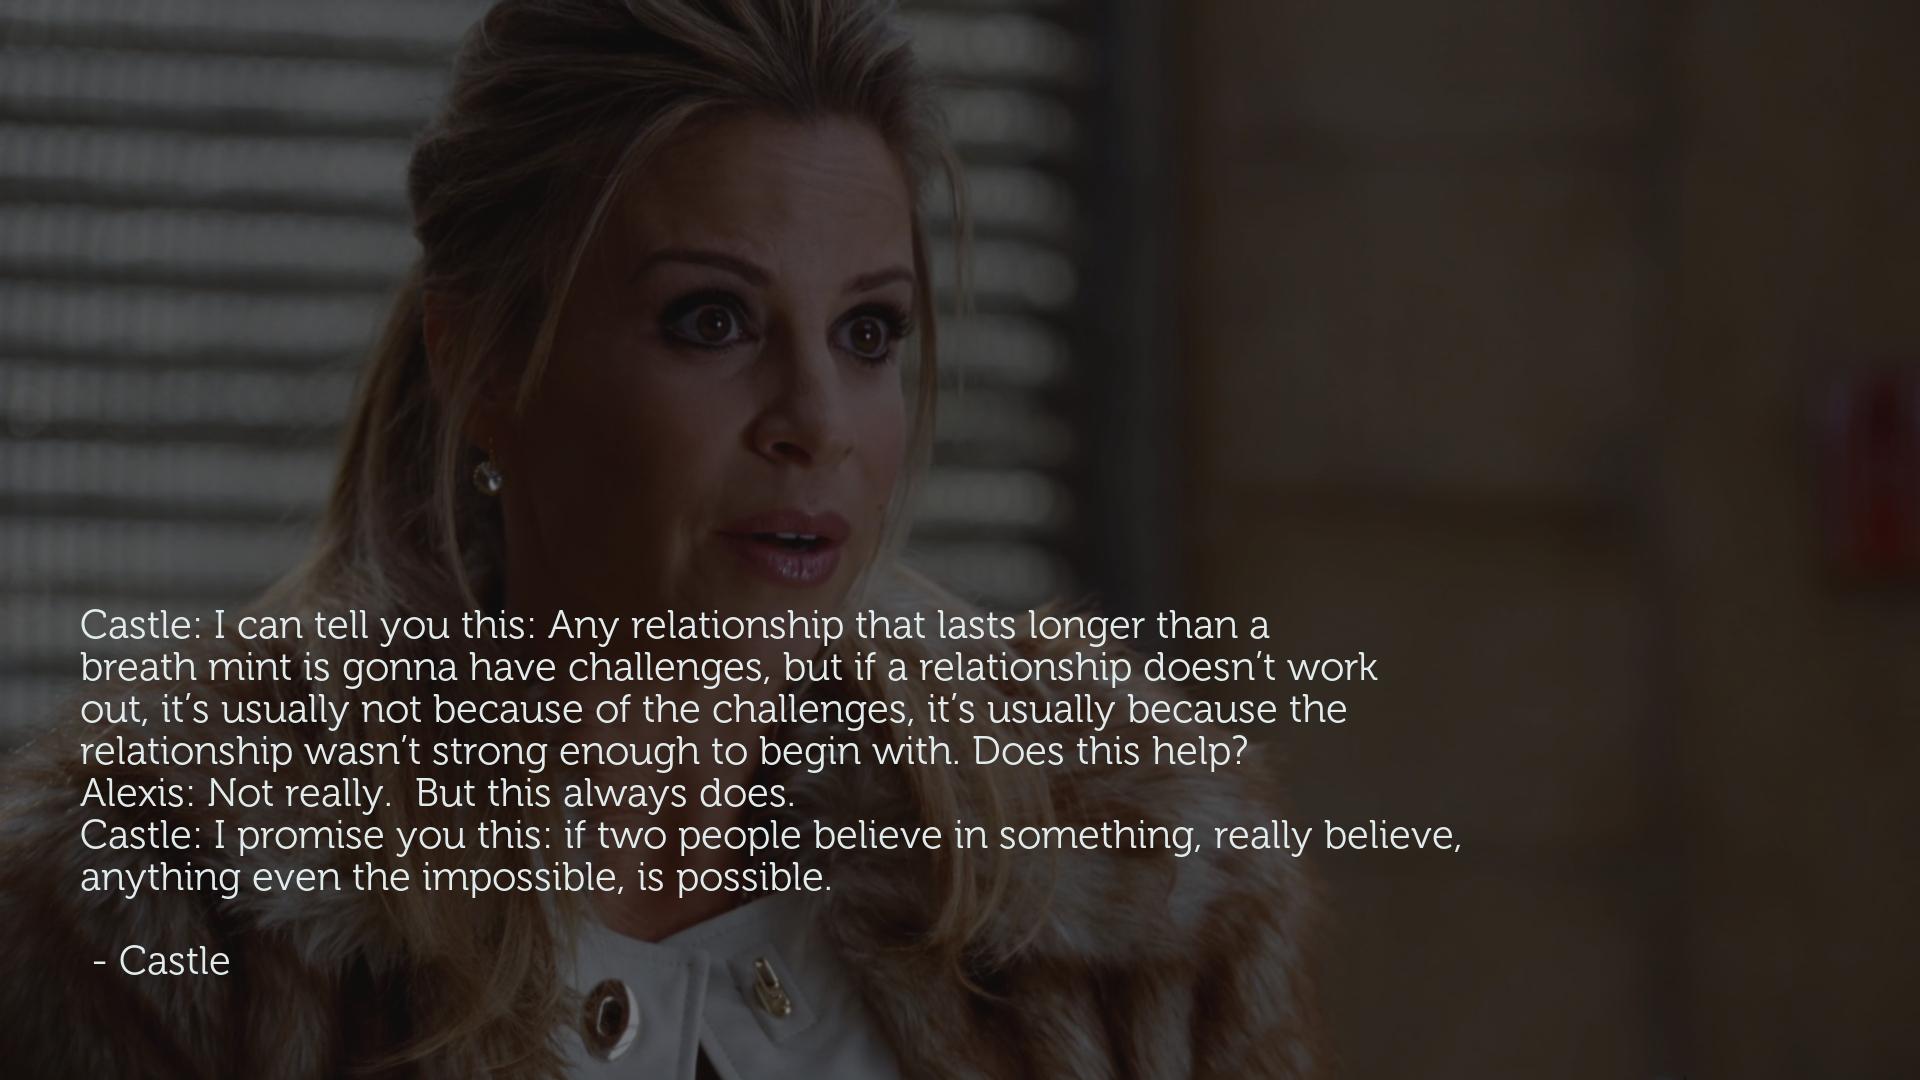 Castle: I can tell you this: Any relationship that lasts longer than a
breath mint is gonna have challenges, but if a relationship doesn’t work
out, it’s usually not because of the challenges, it’s usually because the
relationship wasn’t strong enough to begin with. Does this help?
Alexis: Not really.  But this always does.
Castle: I promise you this: if two people believe in something, really believe,
anything even the impossible, is possible.
- Castle